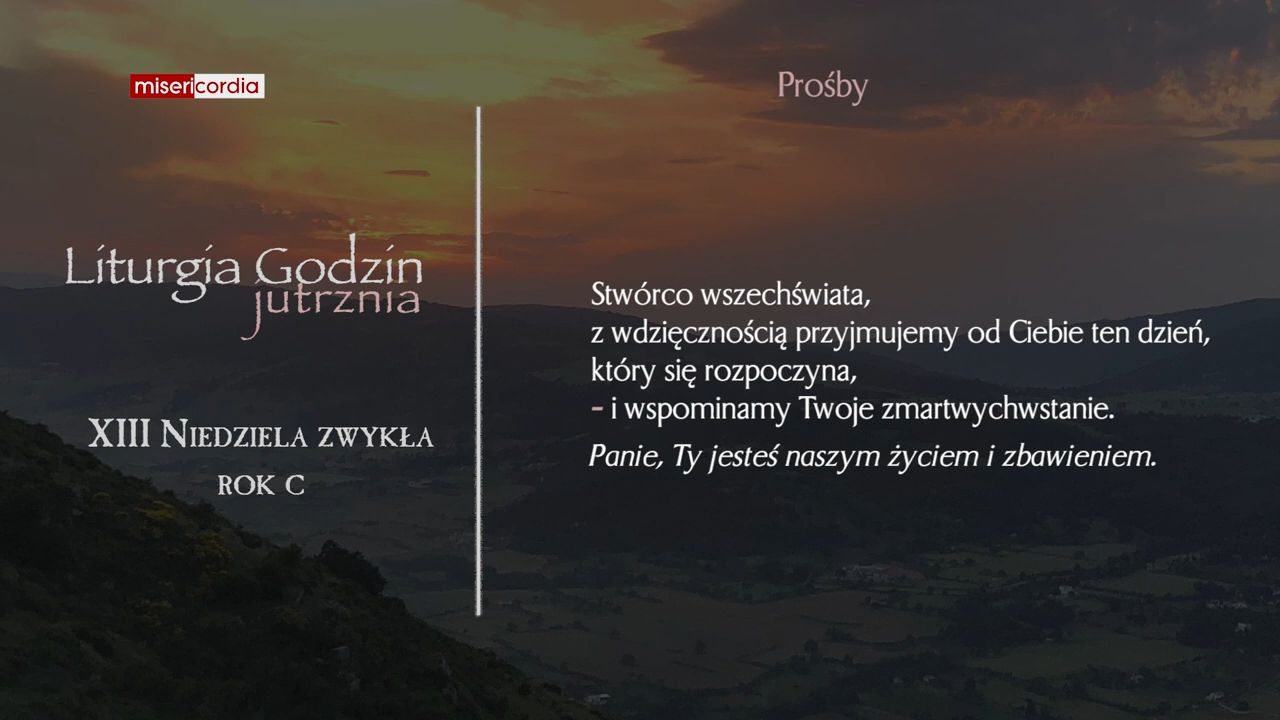 misericordia
Liturgia Godzin
jutrznia
XIII Niedziela zwykła
rok C
Prośby
Stwórco wszechświata,
z wdzięcznością przyjmujemy od Ciebie ten dzień,
który się rozpoczyna,
– i wspominamy Twoje zmartwychwstanie.
Panie, Ty jesteś naszym życiem i zbawieniem.